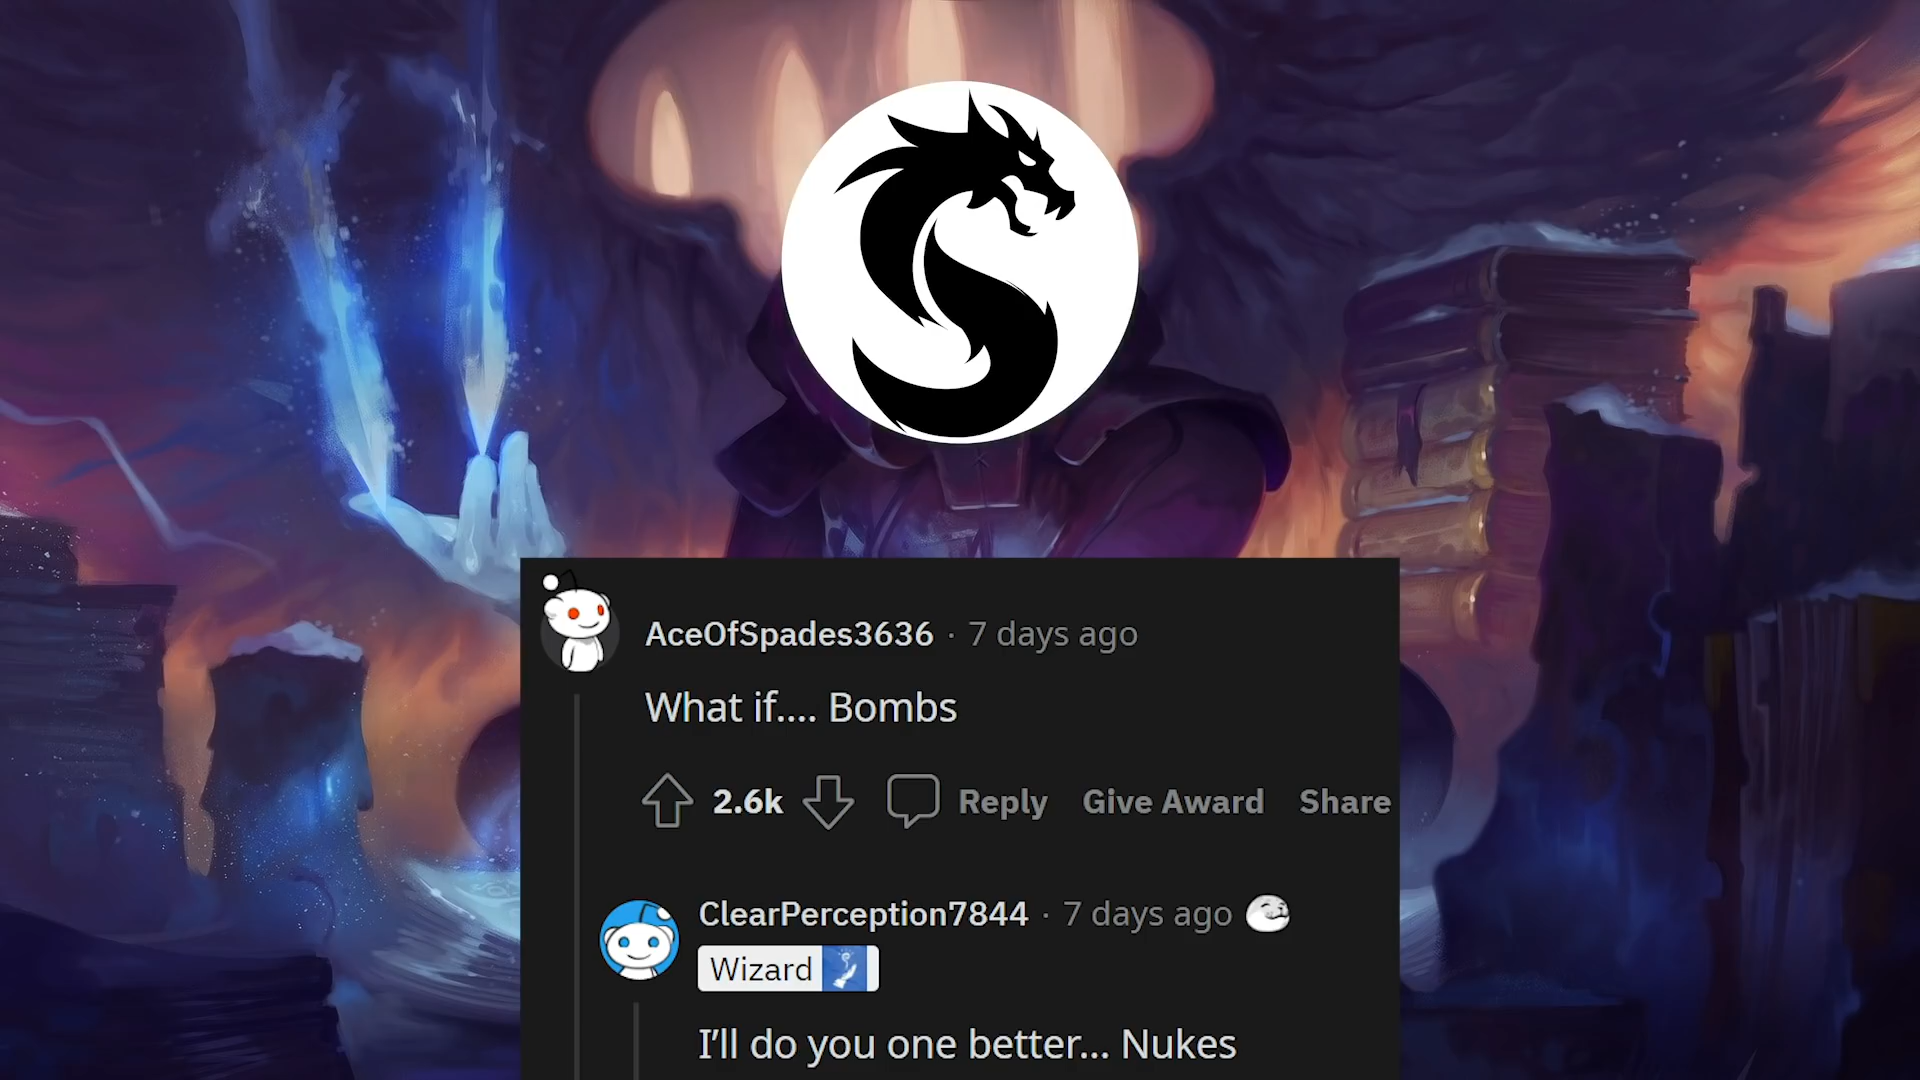 AceOfSpades3636 · 7 days ago
What if.... Bombs
2.6k Reply Give Award Share
ClearPerception7844 · 7 days ago
Wizard
I'll do you one better... Nukes